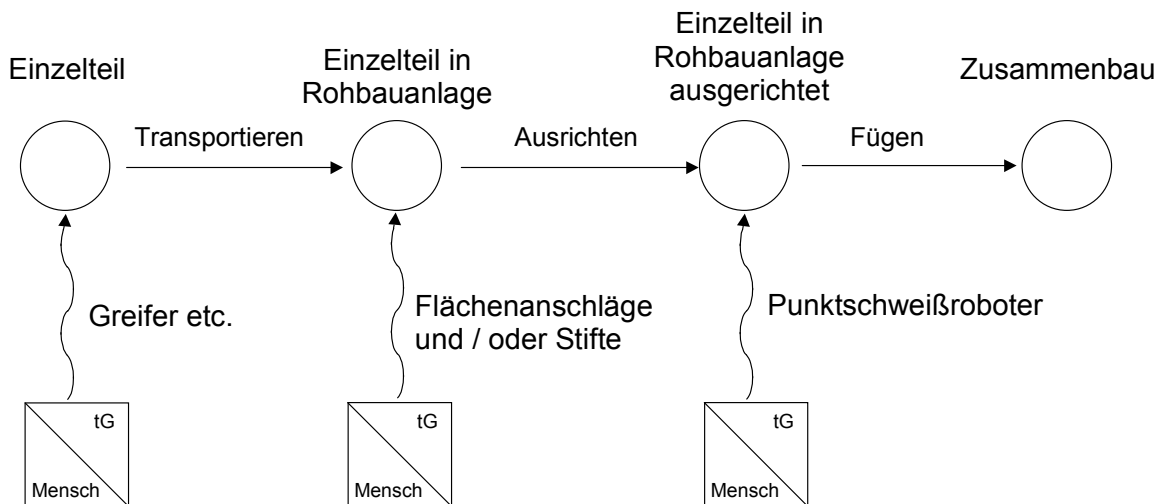 Einzelteil
Einzelteil in
Rohbauanlage
Einzelteil in
Rohbauanlage
ausgerichtet
Zusammenbau
Transportieren
Ausrichten
Fügen
Greifer etc.
Flächenanschläge
und / oder Stifte
Punktschweißroboter
tG
Mensch
tG
Mensch
tG
Mensch